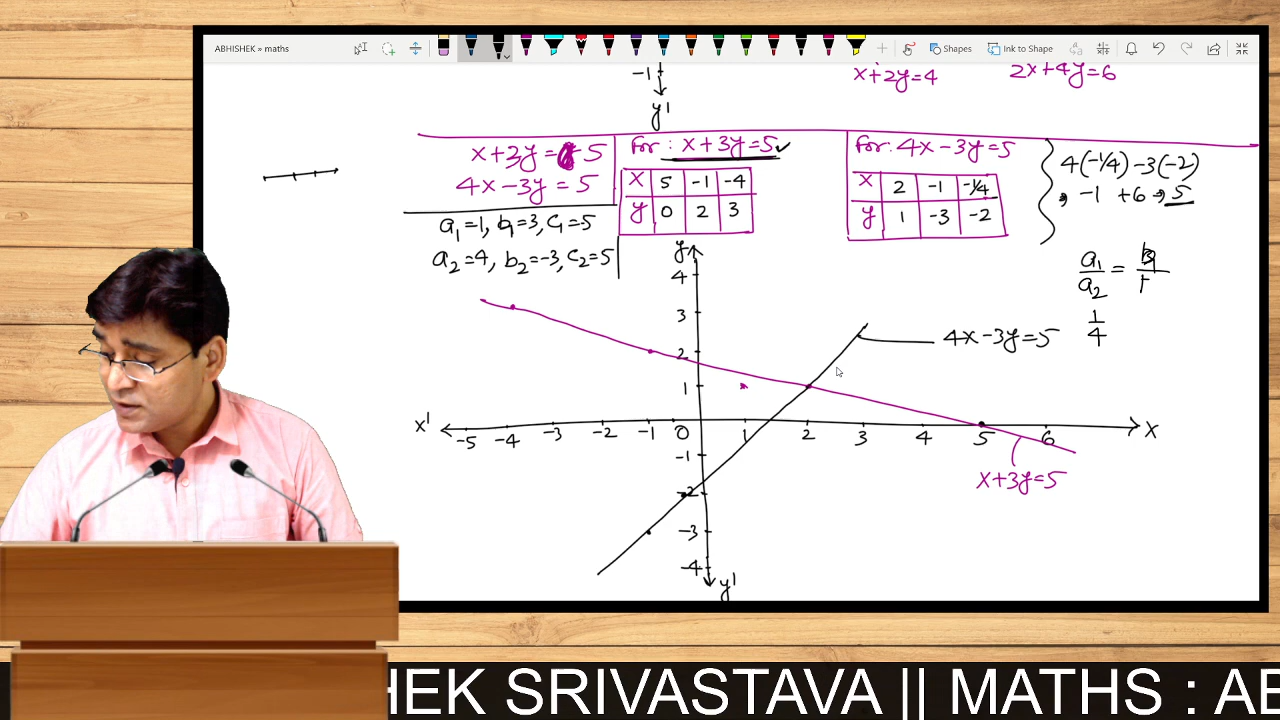 ABHISHEK » maths
Shapes
Ink to Shape
-1
y'
x+2y=4
2x+4y=6
x+2y=5
4x-3y=5
a₁=1, b₁=3, c₁=5
a₂=4, b₂=-3, c₂=5
For: x+3y=5✓
x 5 -1 -4
y 0 2 3
For: 4x-3y=5
x 2 -1 -1/4
y 1 -3 -2
4(-1/4)-3(-2)
-1 +6 → 5
a₁/a₂ =
1/4
y
4
3
2
1
4x-3y=5
x' -5 -4 -3 -2 -1 0 1 2 3 4 5 6 x
-1
-2
-3
-4
y'
x+3y=5
HEK SRIVASTAVA || MATHS : AB